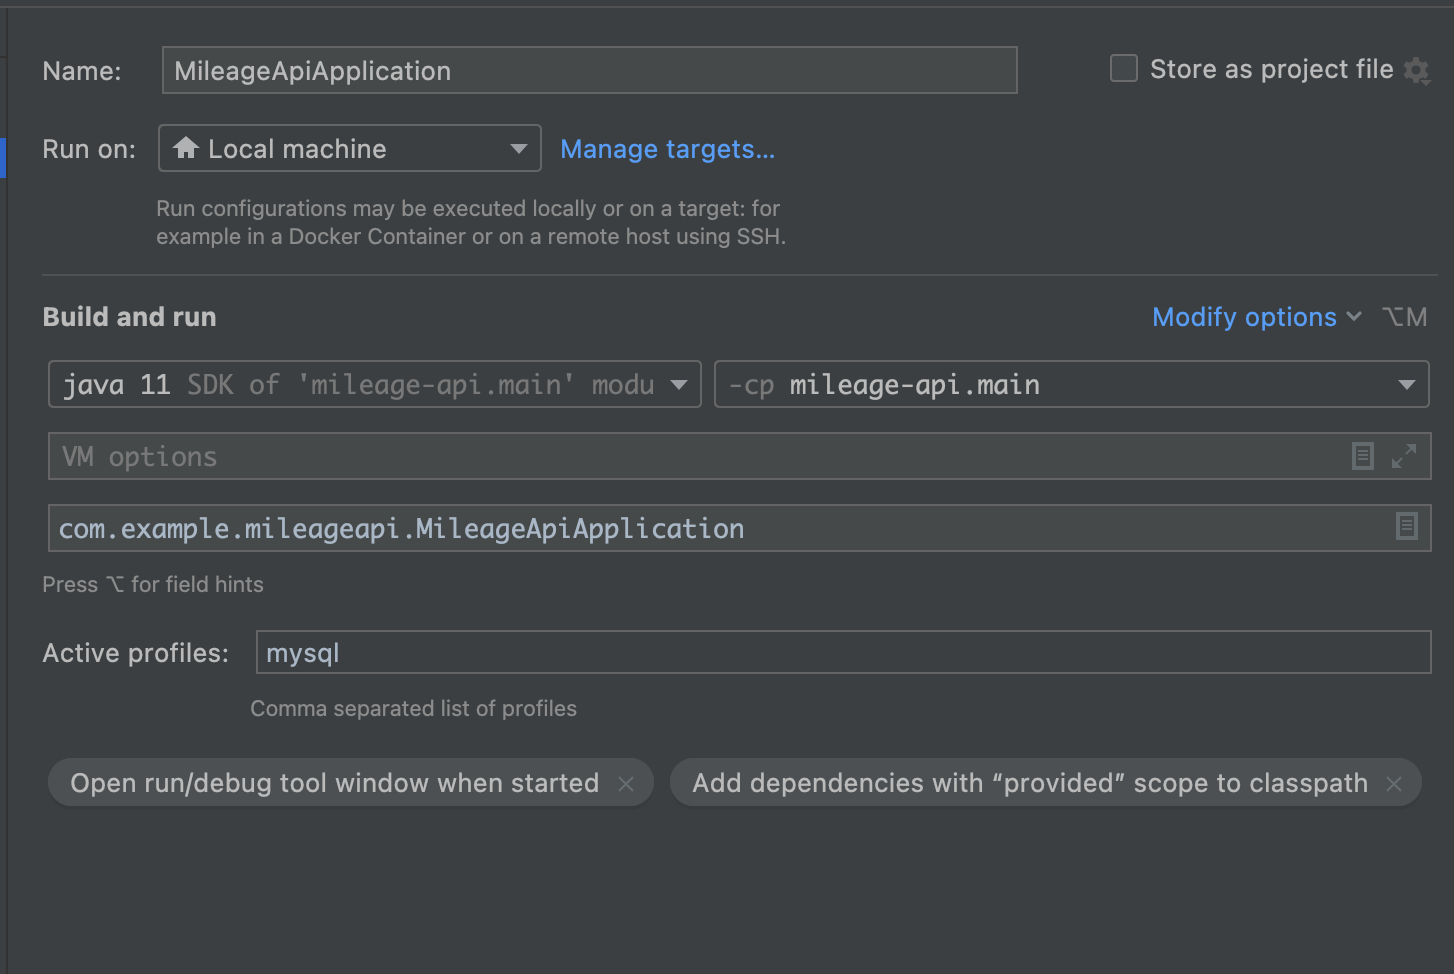 Name: MileageApiApplication Store as project file
Run on: Local machine Manage targets...
Run configurations may be executed locally or on a target: for
example in a Docker Container or on a remote host using SSH.
Build and run Modify options ⌥M
java 11 SDK of 'mileage-api.main' modu -cp mileage-api.main
VM options
com.example.mileageapi.MileageApiApplication
Press ⌥ for field hints
Active profiles: mysql
Comma separated list of profiles
Open run/debug tool window when started × Add dependencies with “provided” scope to classpath ×